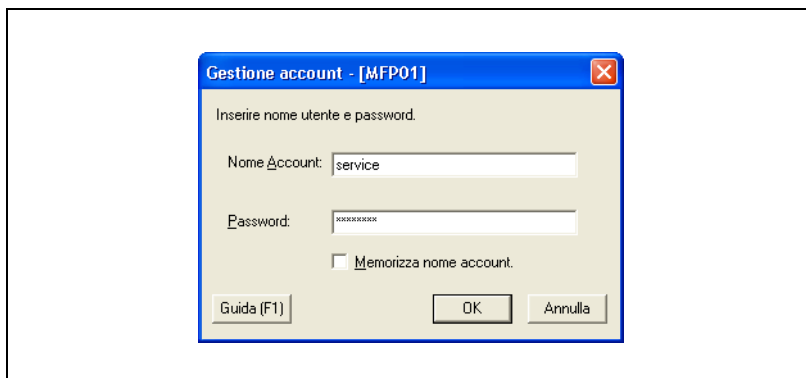 Gestione account - [MFP01]
Inserire nome utente e password.
Nome Account: service
Password: ********
Memorizza nome account.
Guida (F1) OK Annulla